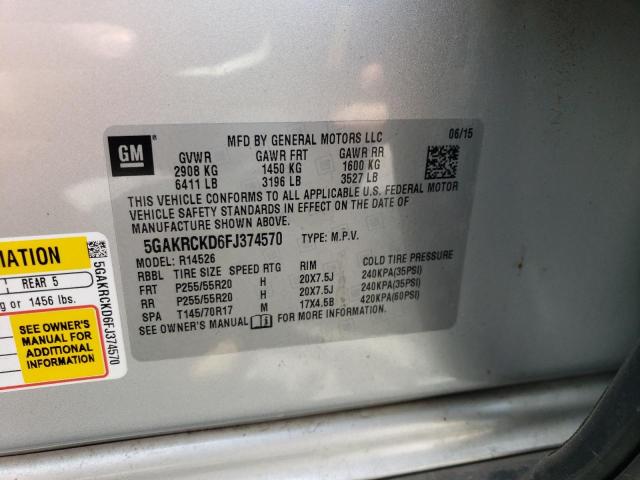 GM
MFD BY GENERAL MOTORS LLC
06/15
GVWR GAWR FRT GAWR RR
2908 KG 1450 KG 1600 KG
6411 LB 3196 LB 3527 LB
THIS VEHICLE CONFORMS TO ALL APPLICABLE U.S. FEDERAL MOTOR
VEHICLE SAFETY STANDARDS IN EFFECT ON THE DATE OF
MANUFACTURE SHOWN ABOVE.
5GAKRCKD6FJ374570 TYPE: M.P.V.
MODEL: R14526
RBBL TIRE SIZE SPEED RTG RIM COLD TIRE PRESSURE
FRT P255/55R20 H 20X7.5J 240KPA(35PSI)
RR P255/55R20 H 20X7.5J 240KPA(35PSI)
SPA T145/70R17 M 17X4.5B 420KPA(60PSI)
SEE OWNER'S MANUAL FOR MORE INFORMATION.
MATION
REAR 5
g or 1456 lbs.
SEE OWNER'S
MANUAL FOR
ADDITIONAL
INFORMATION
5GAKRCKD6FJ374570